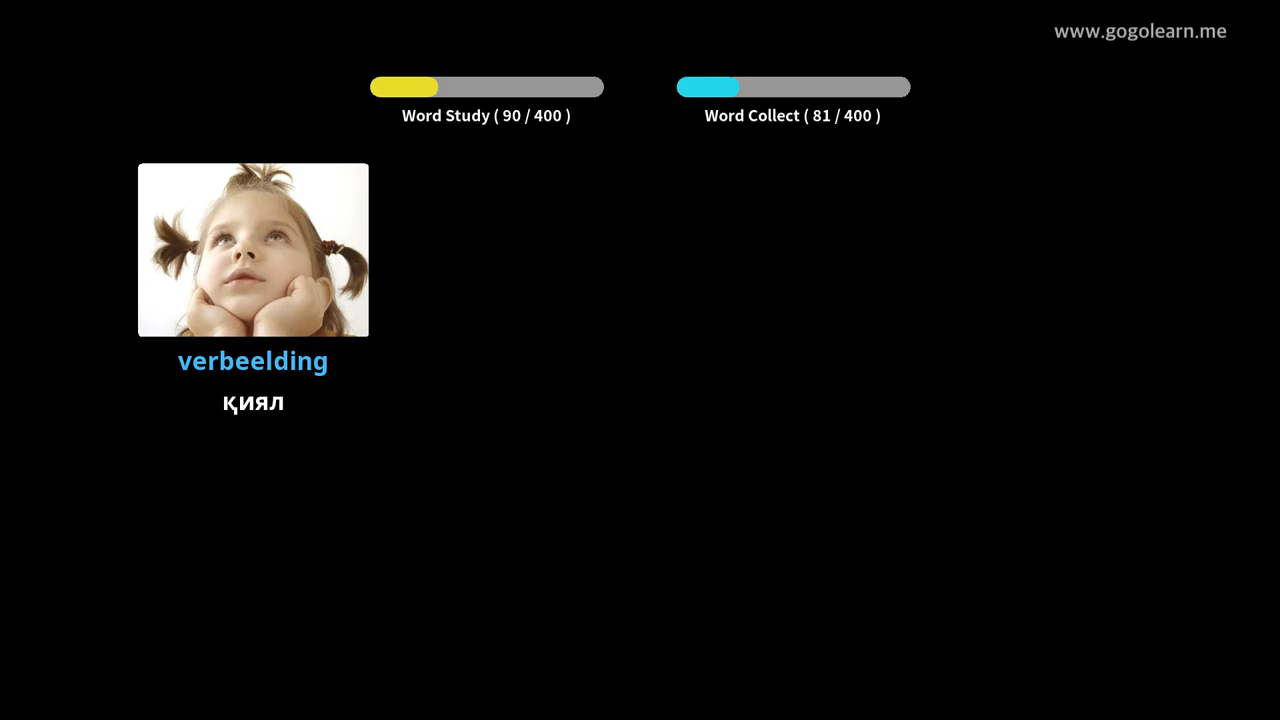 www.gogolearn.me
Word Study ( 90 / 400 )
Word Collect ( 81 / 400 )
verbeelding
қиял